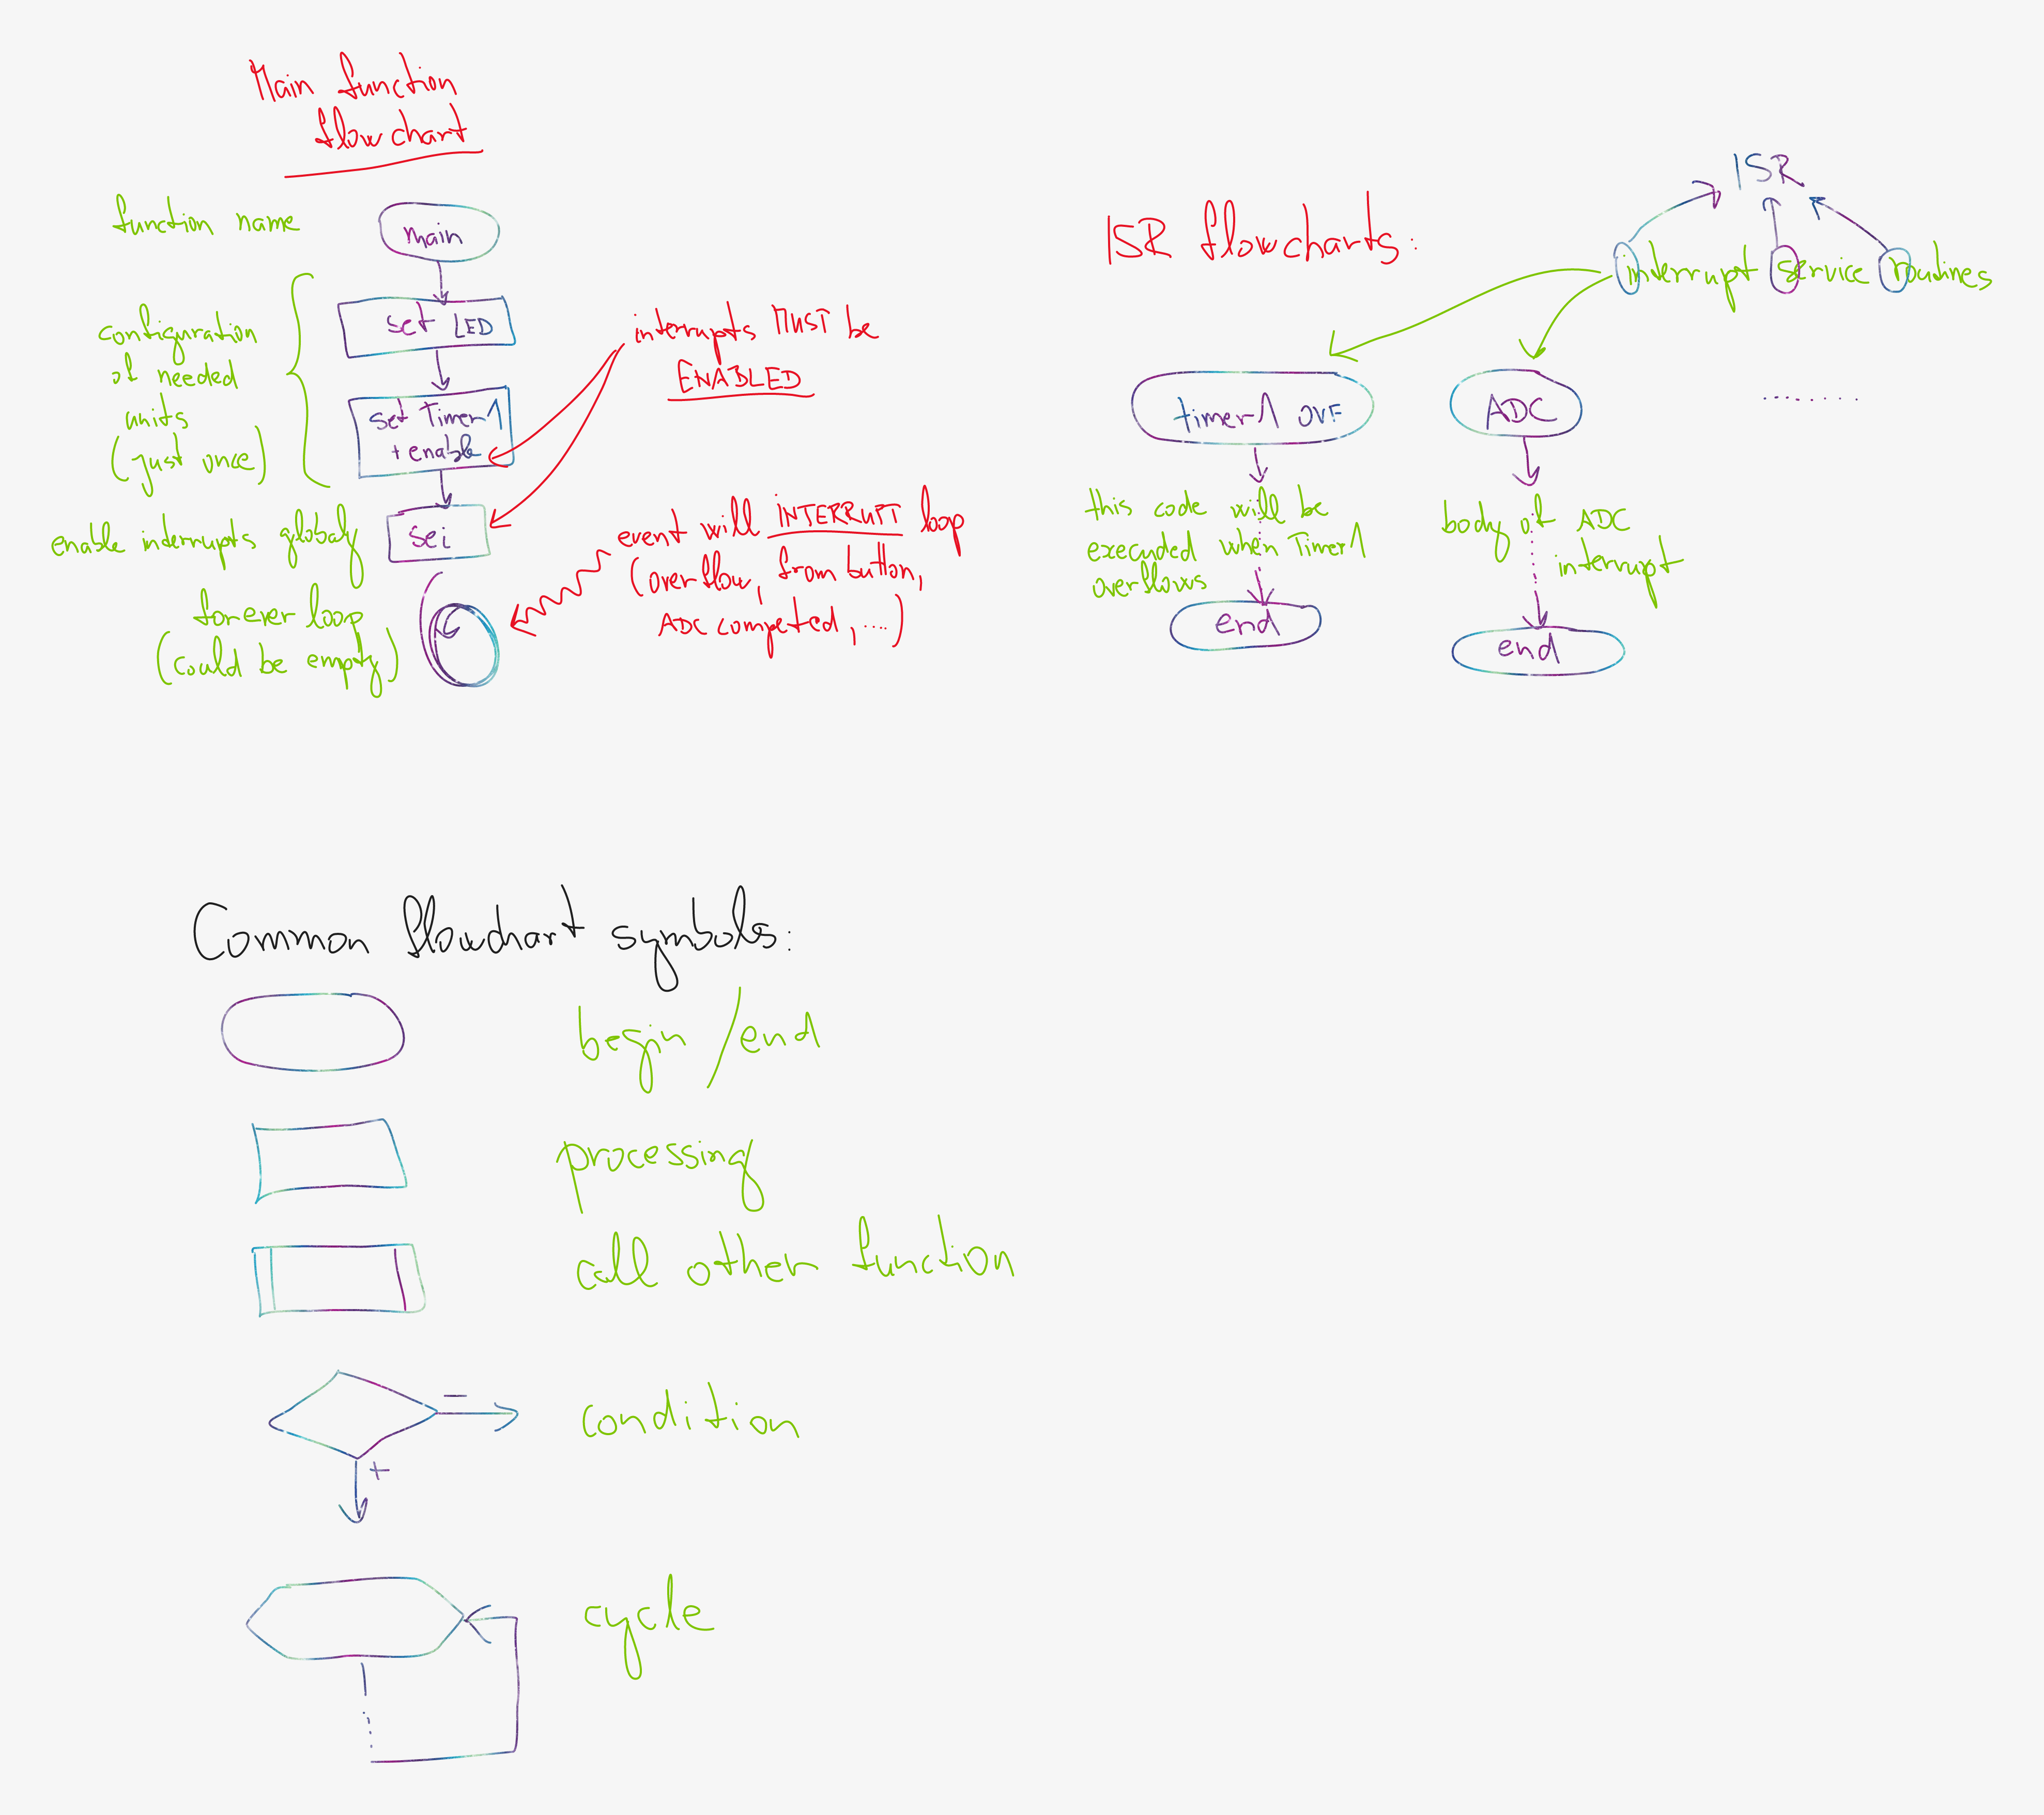 Main function
flowchart
function name
main
configuration
of needed
units
(just once)
set LED
set Timer1
+ enable
interrupts MUST be
ENABLED
enable interrupts globaly
sei
forever loop
(could be empty)
event will INTERRUPT loop
(overflow, from button,
ADC competed, ....)
ISR flowcharts:
ISR
interrupt service routines
timer1 OVF
this code will be
executed when Timer1
overflows
end
ADC
body of ADC
interrupt
end
........
Common flowchart symbols:
begin / end
processing
call other function
condition
-
+
cycle